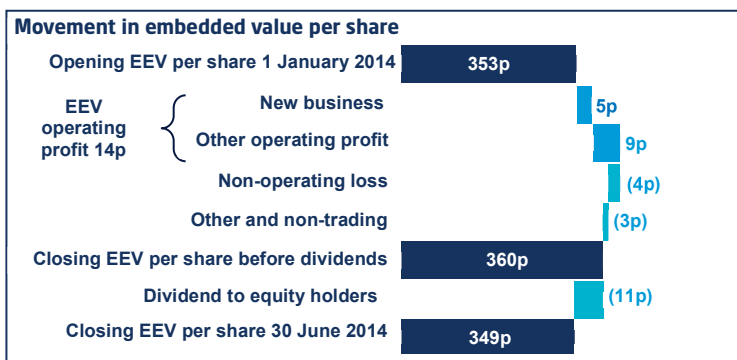 Movement in embedded value per share
Opening EEV per share 1 January 2014 353p
EEV
operating
profit 14p
New business 5p
Other operating profit 9p
Non-operating loss (4p)
Other and non-trading (3p)
Closing EEV per share before dividends 360p
Dividend to equity holders (11p)
Closing EEV per share 30 June 2014 349p